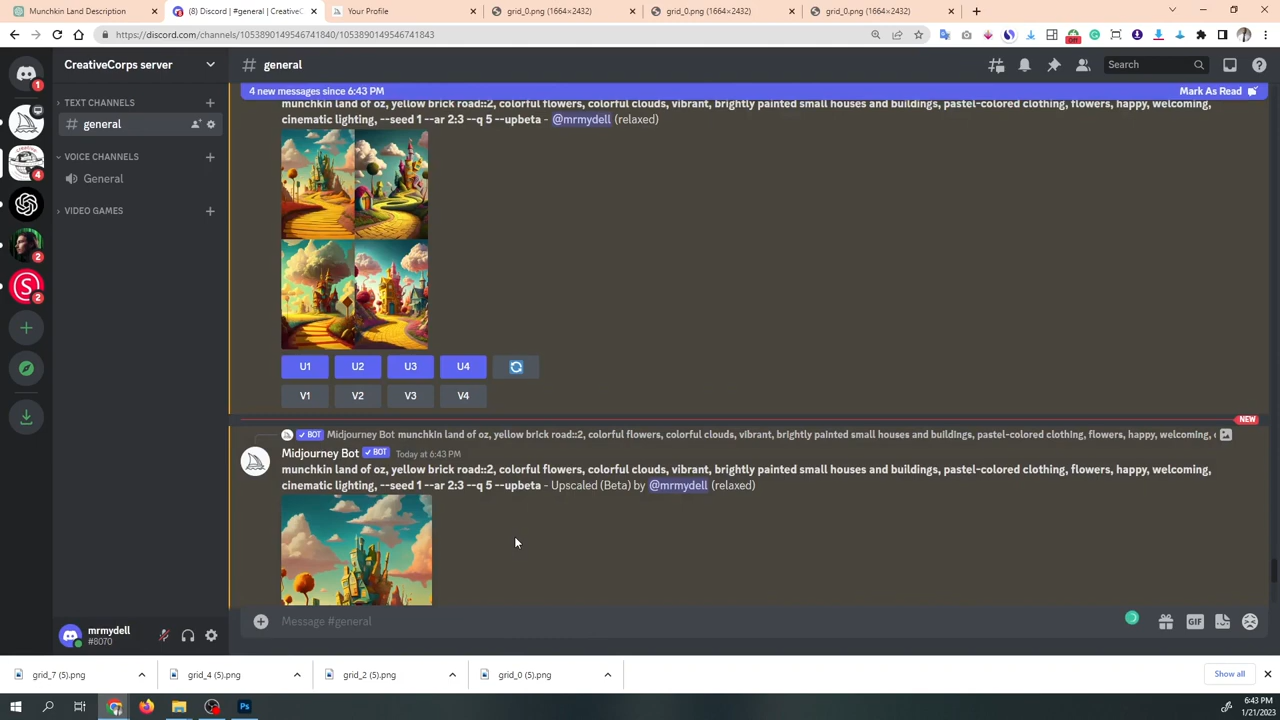 Munchkin Land Description
(8) Discord | #general | CreativeC
Your Profile
grid_0.png (1664×2432)
grid_0.png (1664×2432)
grid_0.png (1664×2432)
https://discord.com/channels/1053890146546741840/1053890147100434843
CreativeCorps server
general
Search
4 new messages since 6:43 PM
Mark As Read
TEXT CHANNELS
general
VOICE CHANNELS
General
VIDEO GAMES
munchkin land of oz, yellow brick road::2, colorful flowers, colorful clouds, vibrant, brightly painted small houses and buildings, pastel-colored clothing, flowers, happy, welcoming,
cinematic lighting, --seed 1 --ar 2:3 --q 5 --upbeta - @mrmydell (relaxed)
U1 U2 U3 U4
V1 V2 V3 V4
NEW
BOT Midjourney Bot munchkin land of oz, yellow brick road::2, colorful flowers, colorful clouds, vibrant, brightly painted small houses and buildings, pastel-colored clothing, flowers, happy, welcoming, c
Midjourney Bot BOT Today at 6:43 PM
munchkin land of oz, yellow brick road::2, colorful flowers, colorful clouds, vibrant, brightly painted small houses and buildings, pastel-colored clothing, flowers, happy, welcoming,
cinematic lighting, --seed 1 --ar 2:3 --q 5 --upbeta - Upscaled (Beta) by @mrmydell (relaxed)
Message #general
GIF
mrmydell
#8070
1
4
2
2
grid_7 (5).png
grid_4 (5).png
grid_2 (5).png
grid_0 (5).png
Show all
6:43 PM
1/21/2023